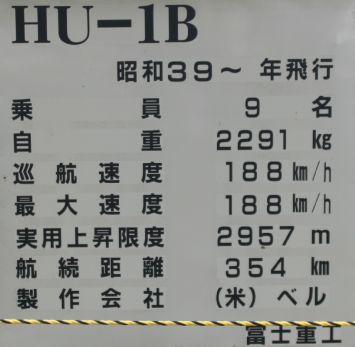 HU-1B
昭和39～ 年飛行
乗員 9名
自重 2291 kg
巡航速度 188 km/h
最大速度 188 km/h
実用上昇限度 2957 m
航続距離 354 km
製作会社 (米)ベル
富士重工